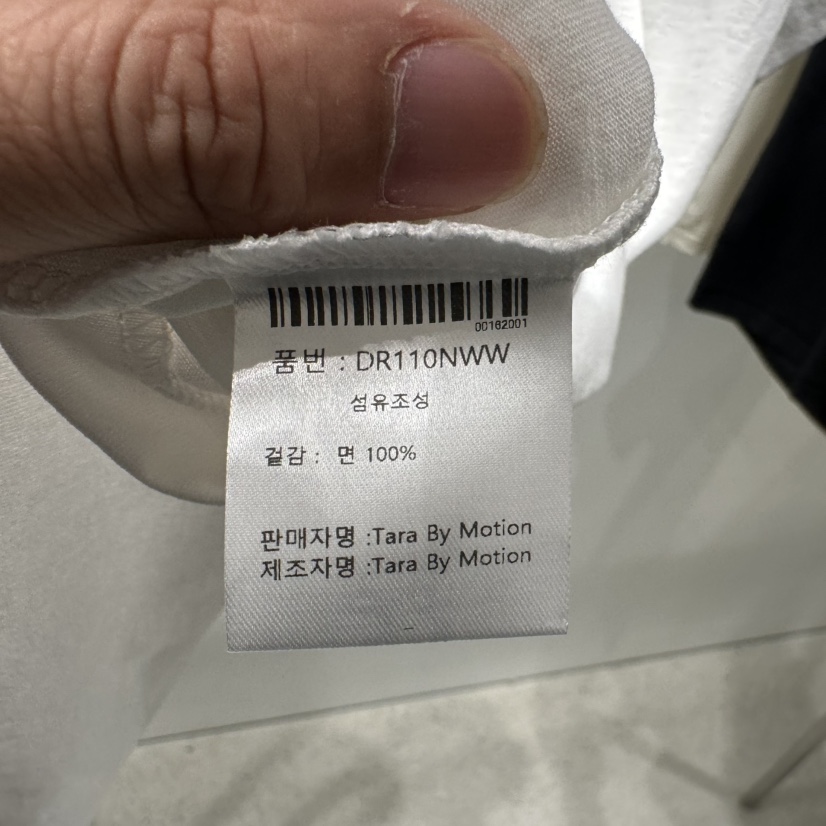 00162001
품번 : DR110NWW
섬유조성
겉감 : 면 100%
판매자명 :Tara By Motion
제조자명 :Tara By Motion